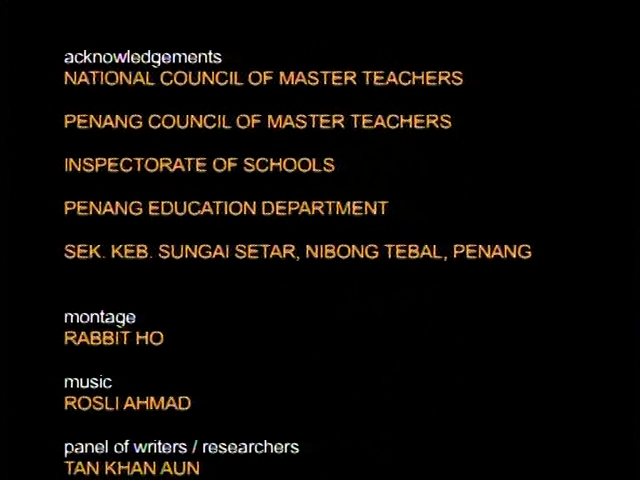 acknowledgements
NATIONAL COUNCIL OF MASTER TEACHERS
PENANG COUNCIL OF MASTER TEACHERS
INSPECTORATE OF SCHOOLS
PENANG EDUCATION DEPARTMENT
SEK. KEB. SUNGAI SETAR, NIBONG TEBAL, PENANG
montage
RABBIT HO
music
ROSLI AHMAD
panel of writers / researchers
TAN KHAN AUN